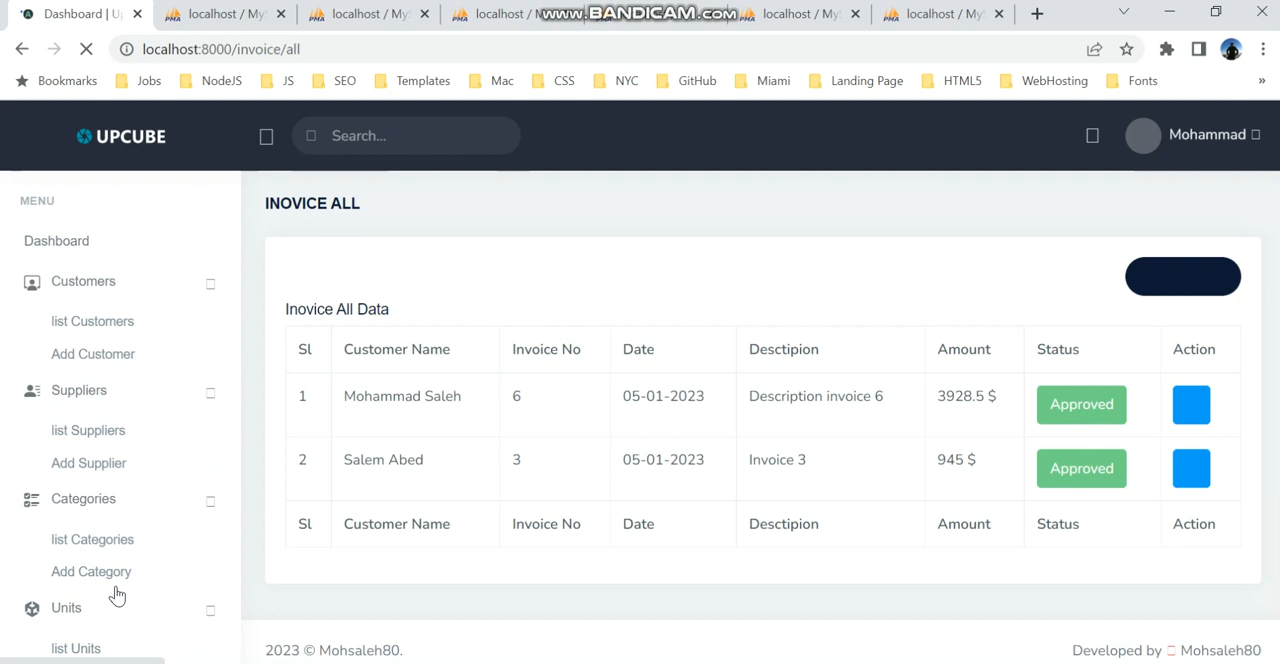 Dashboard | Up
localhost / My
localhost / My
localhost / M
www.BANDICAM.com
localhost / My
localhost / My
localhost:8000/invoice/all
Bookmarks Jobs NodeJS JS SEO Templates Mac CSS NYC GitHub Miami Landing Page HTML5 WebHosting Fonts »
UPCUBE
Search...
Mohammad
MENU
Dashboard
Customers
list Customers
Add Customer
Suppliers
list Suppliers
Add Supplier
Categories
list Categories
Add Category
Units
list Units
INOVICE ALL
Inovice All Data
Sl Customer Name Invoice No Date Desctipion Amount Status Action
1 Mohammad Saleh 6 05-01-2023 Description invoice 6 3928.5 $ Approved
2 Salem Abed 3 05-01-2023 Invoice 3 945 $ Approved
Sl Customer Name Invoice No Date Desctipion Amount Status Action
2023 © Mohsaleh80.
Developed by Mohsaleh80